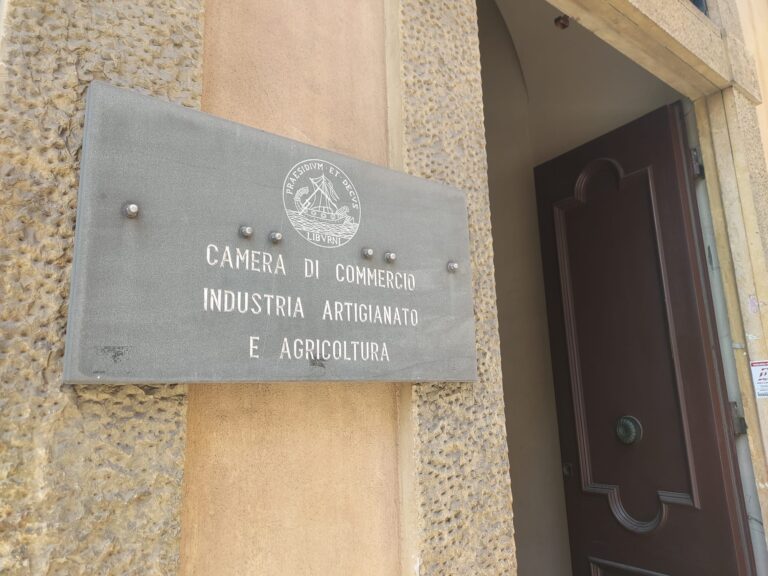 PRAESIDIVM ET DECVS
LIBVRNI
CAMERA DI COMMERCIO
INDUSTRIA ARTIGIANATO
E AGRICOLTURA